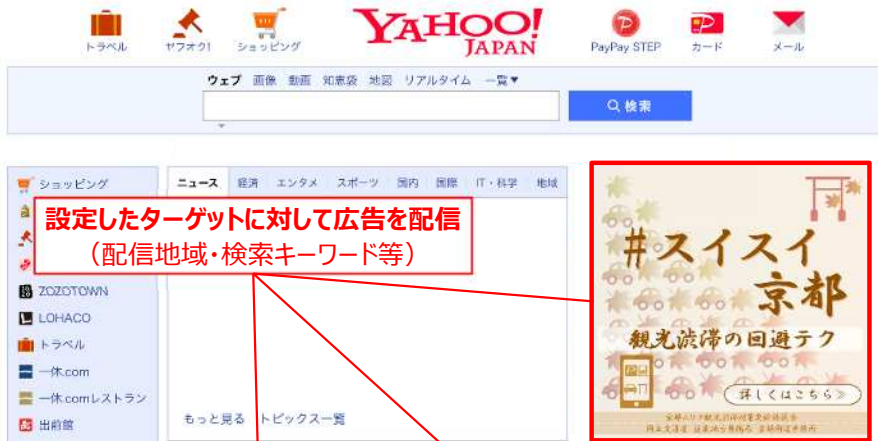 YAHOO!
JAPAN
トラベル
ヤフオク!
ショッピング
PayPay STEP
カード
メール
ウェブ 画像 動画 知恵袋 地図 リアルタイム 一覧▼
検索
ショッピング
ニュース 経済 エンタメ スポーツ 国内 国際 IT・科学 地域
設定したターゲットに対して広告を配信
（配信地域・検索キーワード等）
ZOZOTOWN
LOHACO
トラベル
一休.com
一休.comレストラン
出前館
もっと見る トピックス一覧
#スイスイ
京都
観光渋滞の回避テク
詳しくはこちら≫